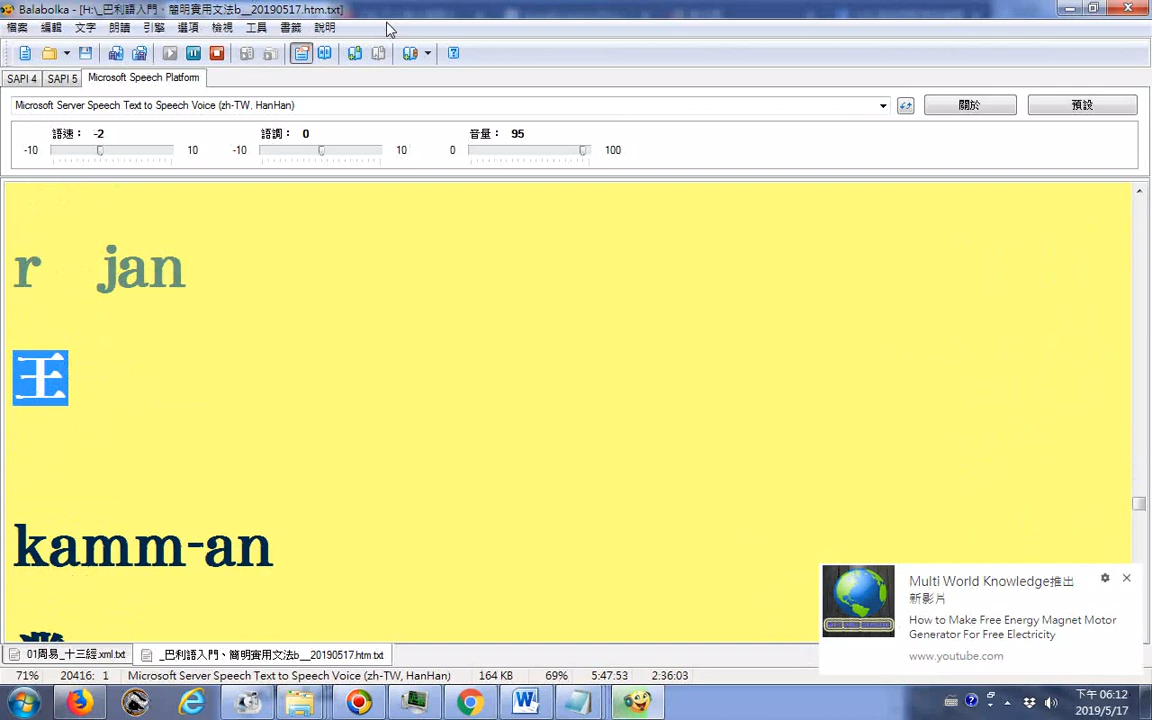 Balabolka - [H:\_巴利語入門、簡明實用文法b__20190517.htm.txt]
檔案 編輯 文字 朗讀 引擎 選項 檢視 工具 書籤 說明
SAPI 4 SAPI 5 Microsoft Speech Platform
Microsoft Server Speech Text to Speech Voice (zh-TW, HanHan) 關於 預設
語速： -2 語調： 0 音量： 95
-10 10 -10 10 0 100
r jan
王
kamm-an
Multi World Knowledge推出
新影片
How to Make Free Energy Magnet Motor
Generator For Free Electricity
www.youtube.com
01周易_十三經.xml.txt _巴利語入門、簡明實用文法b__20190517.htm.txt
71% 20416: 1 Microsoft Server Speech Text to Speech Voice (zh-TW, HanHan) 164 KB 69% 5:47:53 2:36:03
下午 06:12
2019/5/17